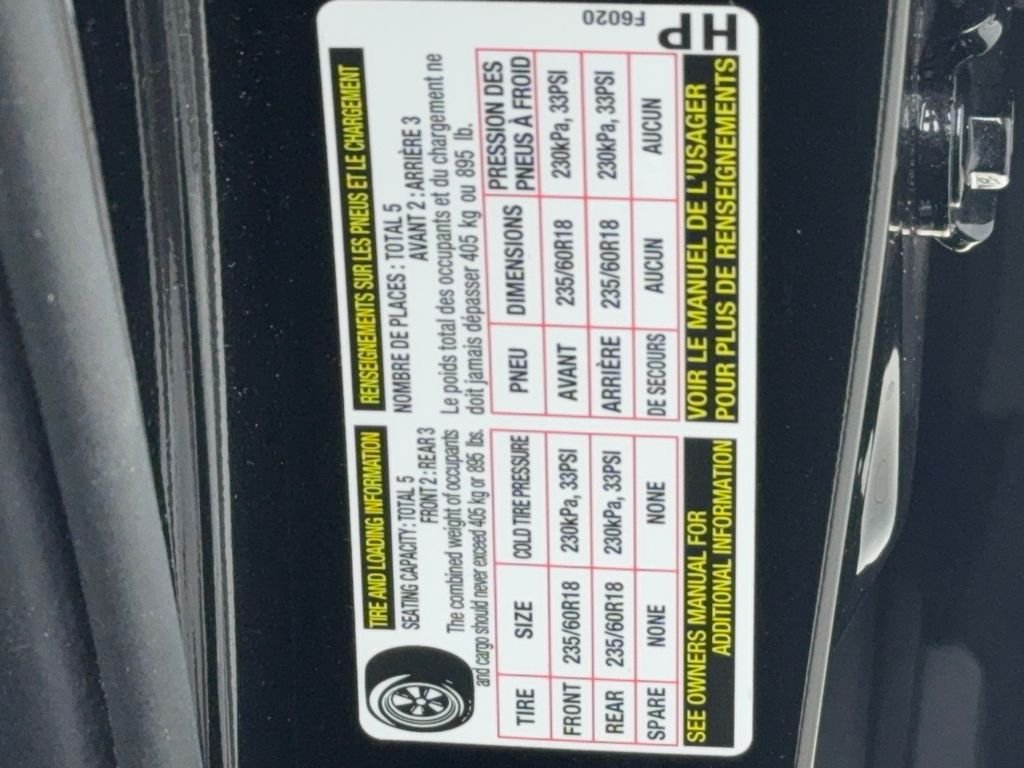 TIRE AND LOADING INFORMATION
SEATING CAPACITY: TOTAL 5
FRONT 2: REAR 3
The combined weight of occupants
and cargo should never exceed 405 kg or 895 lbs.
TIRE SIZE COLD TIRE PRESSURE
FRONT 235/60R18 230kPa, 33PSI
REAR 235/60R18 230kPa, 33PSI
SPARE NONE NONE
SEE OWNERS MANUAL FOR
ADDITIONAL INFORMATION
RENSEIGNEMENTS SUR LES PNEUS ET LE CHARGEMENT
NOMBRE DE PLACES : TOTAL 5
AVANT 2 : ARRIÈRE 3
Le poids total des occupants et du chargement ne
doit jamais dépasser 405 kg ou 895 lb.
PNEU DIMENSIONS PRESSION DES
PNEUS À FROID
AVANT 235/60R18 230kPa, 33PSI
ARRIÈRE 235/60R18 230kPa, 33PSI
DE SECOURS AUCUN AUCUN
VOIR LE MANUEL DE L'USAGER
POUR PLUS DE RENSEIGNEMENTS
F6020
HP